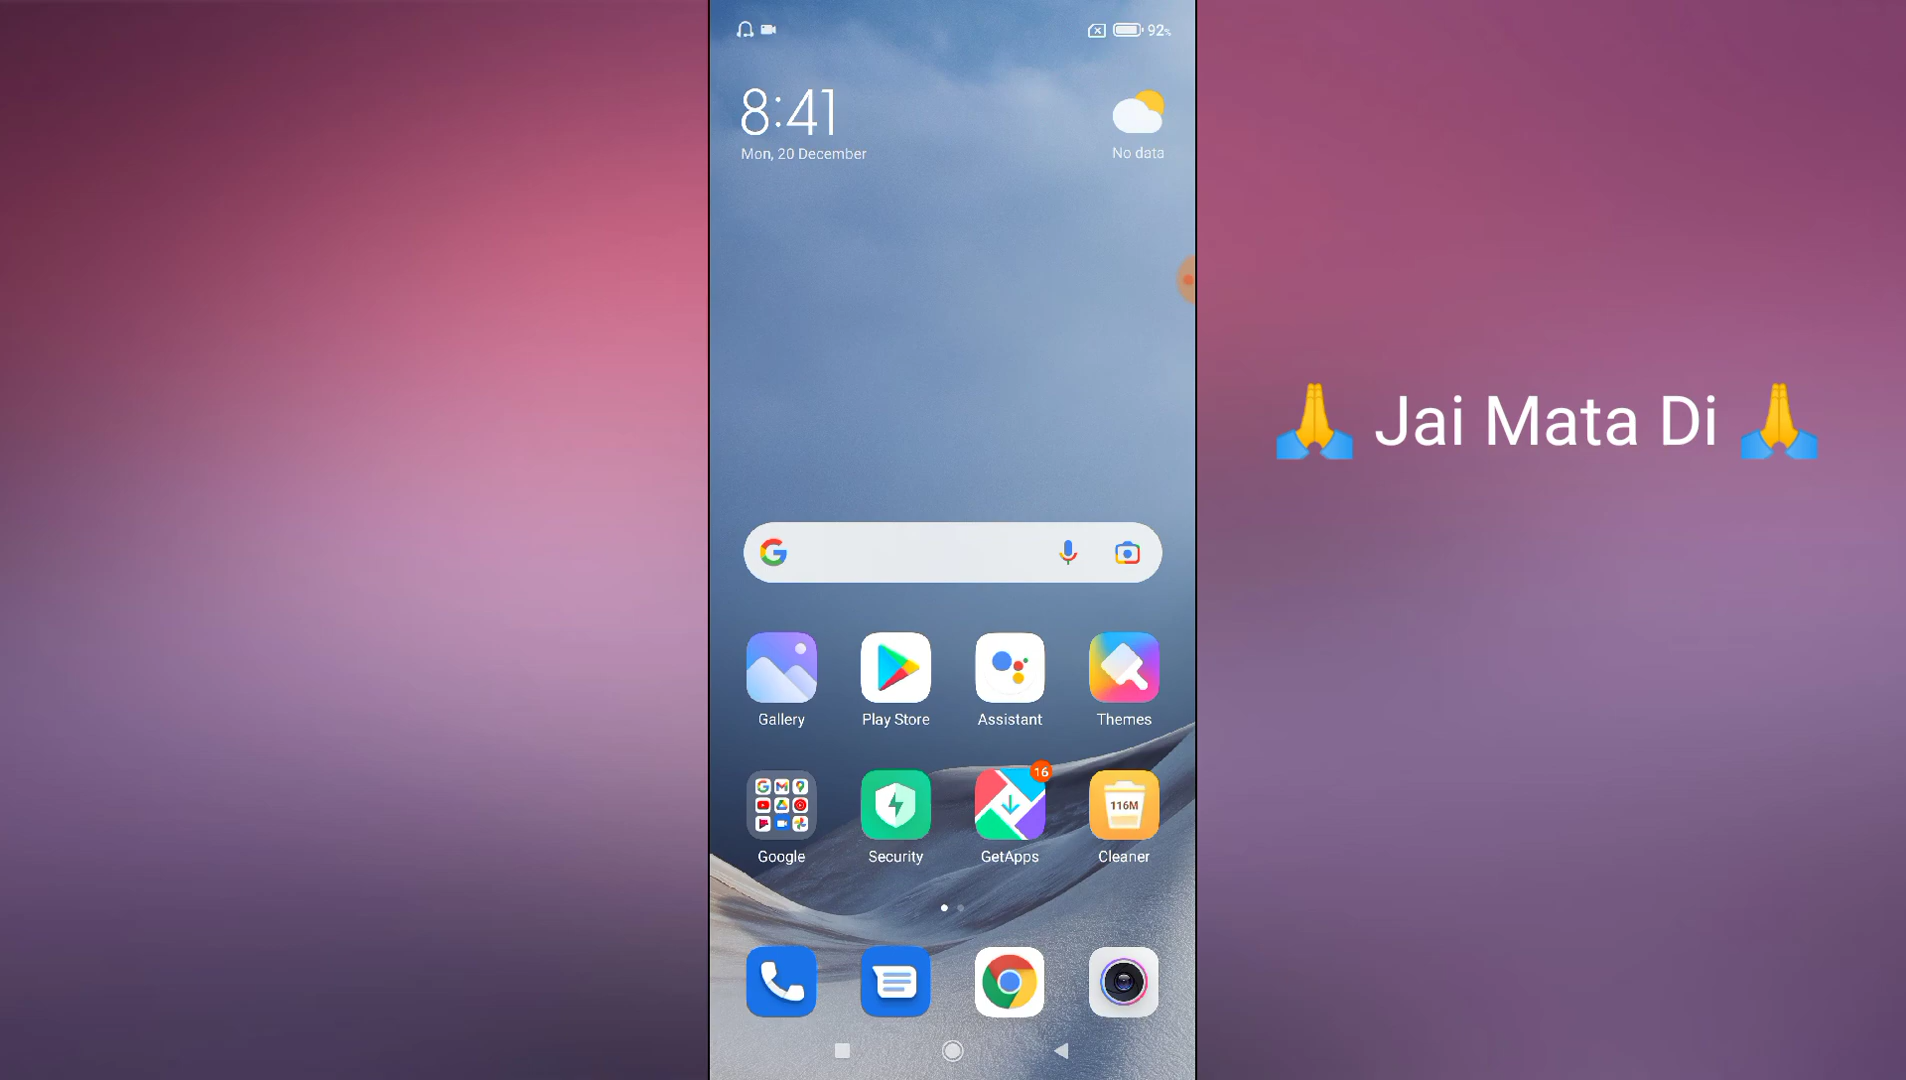 92%
8:41
Mon, 20 December
No data
🙏 Jai Mata Di 🙏
Gallery
Play Store
Assistant
Themes
16
116M
Google
Security
GetApps
Cleaner